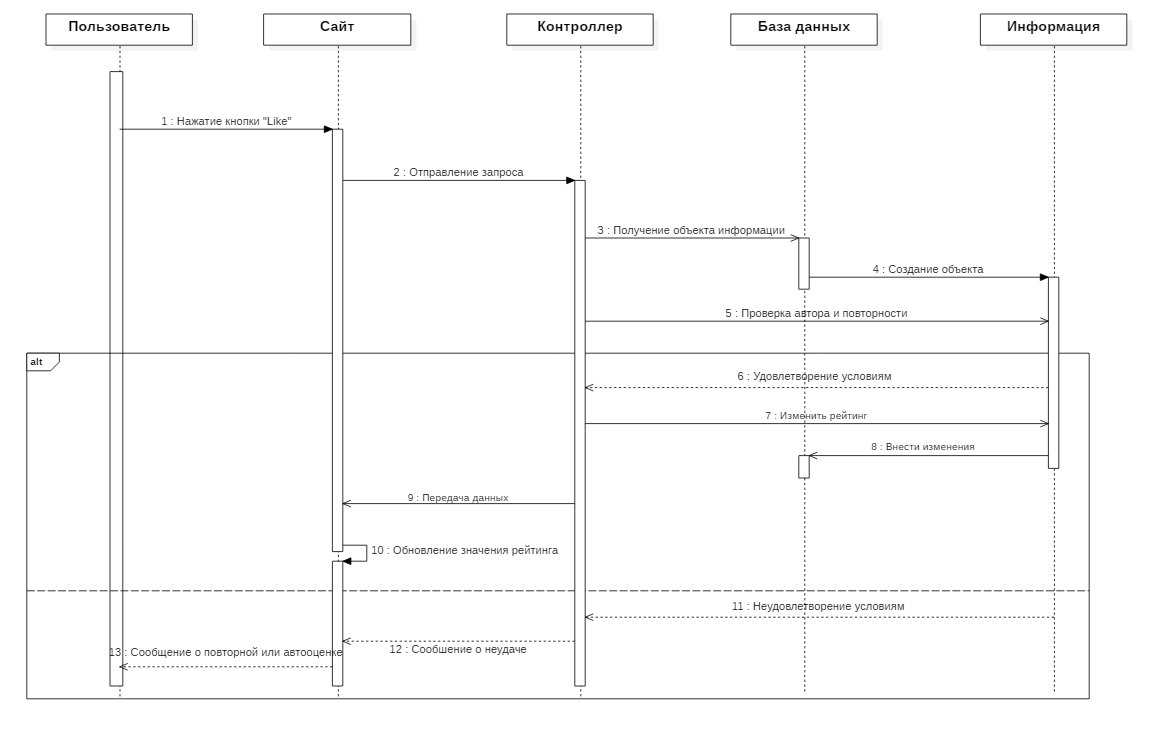 Пользователь
Сайт
Контроллер
База данных
Информация
1 : Нажатие кнопки "Like"
2 : Отправление запроса
3 : Получение объекта информации
4 : Создание объекта
5 : Проверка автора и повторности
alt
6 : Удовлетворение условиям
7 : Изменить рейтинг
8 : Внести изменения
9 : Передача данных
10 : Обновление значения рейтинга
11 : Неудовлетворение условиям
12 : Сообшение о неудаче
13 : Сообщение о повторной или автооценке